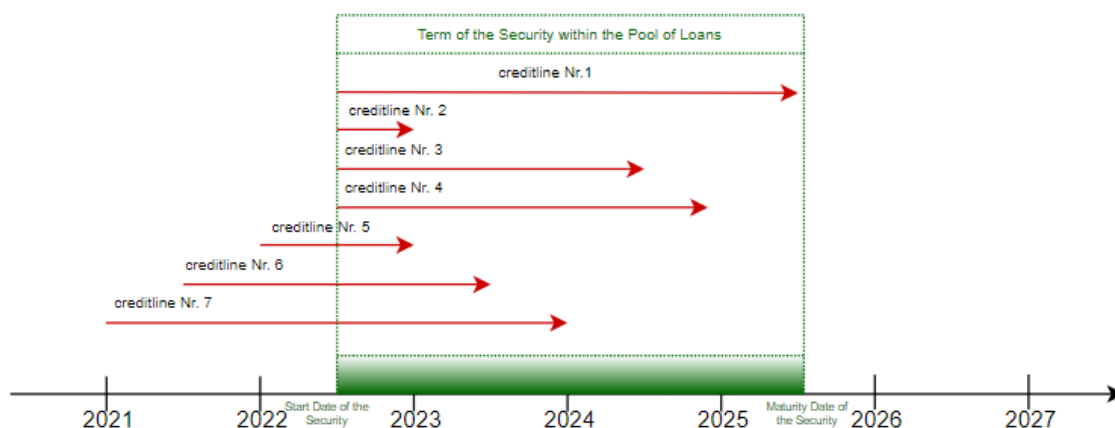 Term of the Security within the Pool of Loans
creditline Nr.1
creditline Nr. 2
creditline Nr. 3
creditline Nr. 4
creditline Nr. 5
creditline Nr. 6
creditline Nr. 7
2021
2022
Start Date of the
Security
2023
2024
2025
Maturity Date of
the Security
2026
2027